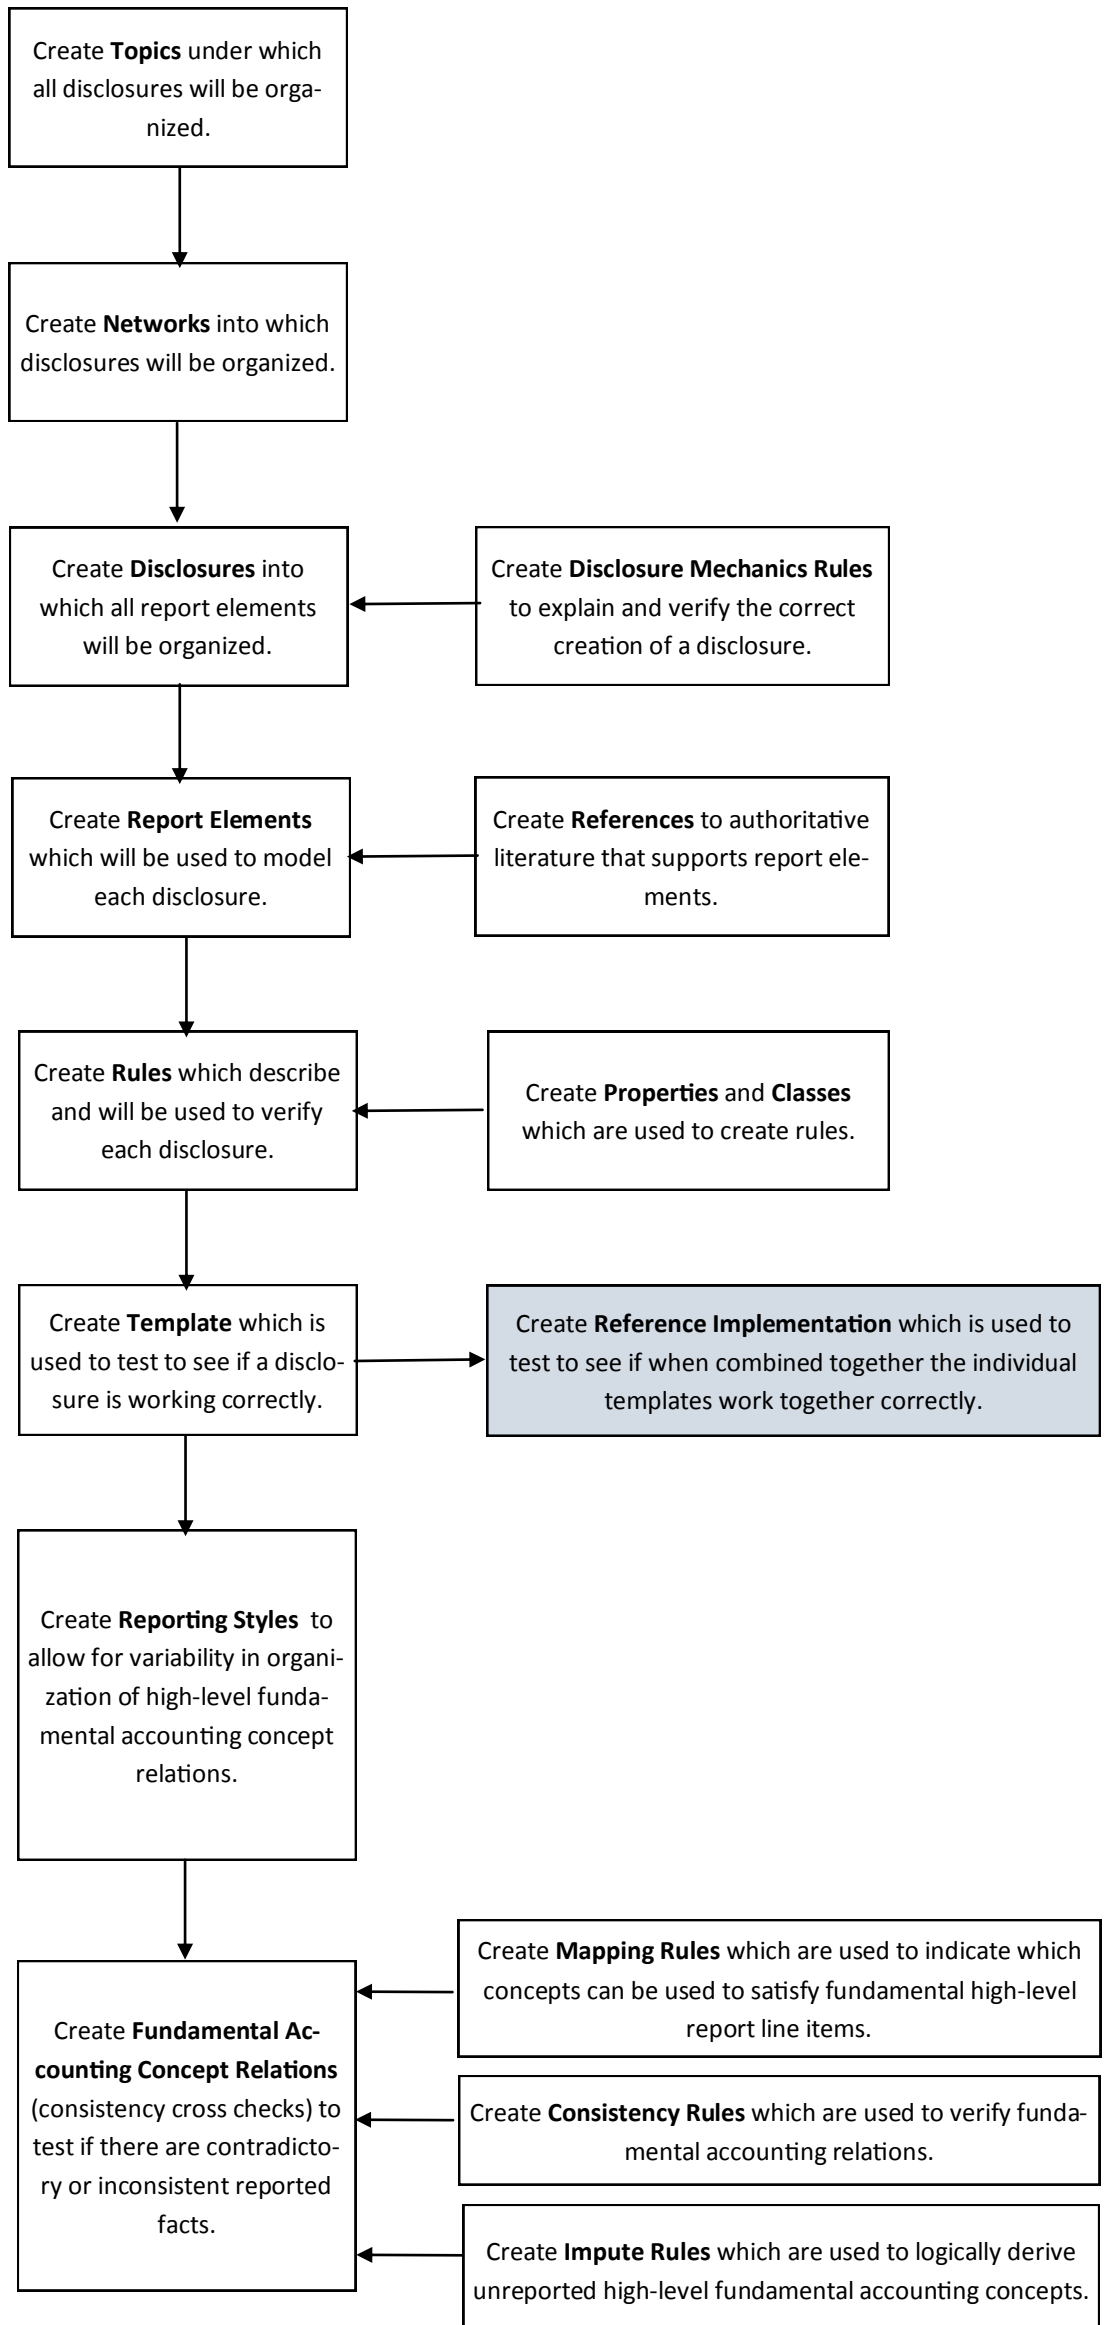 Create Topics under which
all disclosures will be orga-
nized.
Create Networks into which
disclosures will be organized.
Create Disclosures into
which all report elements
will be organized.
Create Disclosure Mechanics Rules
to explain and verify the correct
creation of a disclosure.
Create Report Elements
which will be used to model
each disclosure.
Create References to authoritative
literature that supports report ele-
ments.
Create Rules which describe
and will be used to verify
each disclosure.
Create Properties and Classes
which are used to create rules.
Create Template which is
used to test to see if a disclo-
sure is working correctly.
Create Reference Implementation which is used to
test to see if when combined together the individual
templates work together correctly.
Create Reporting Styles to
allow for variability in organi-
zation of high-level funda-
mental accounting concept
relations.
Create Fundamental Ac-
counting Concept Relations
(consistency cross checks) to
test if there are contradicto-
ry or inconsistent reported
facts.
Create Mapping Rules which are used to indicate which
concepts can be used to satisfy fundamental high-level
report line items.
Create Consistency Rules which are used to verify funda-
mental accounting relations.
Create Impute Rules which are used to logically derive
unreported high-level fundamental accounting concepts.